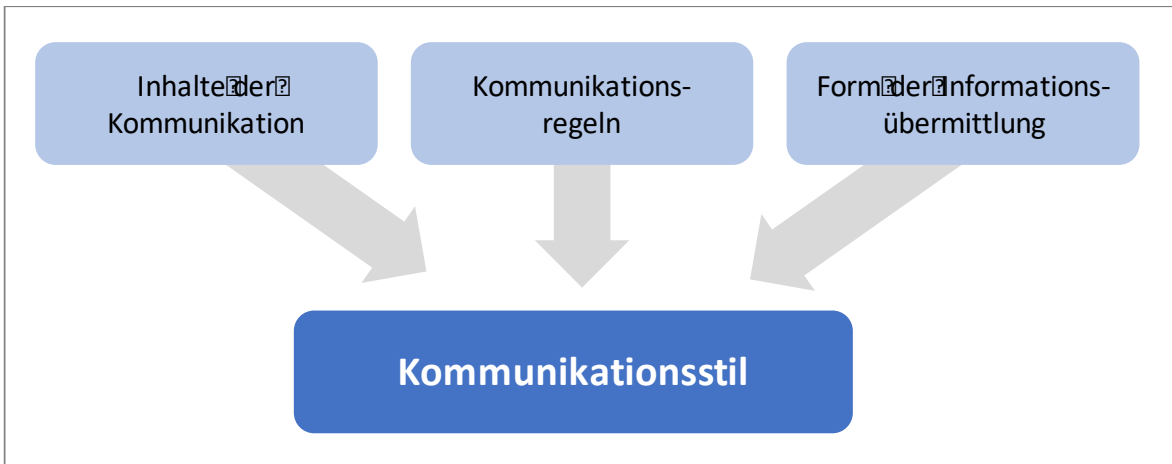 Inhalte der
Kommunikation
Kommunikations-
regeln
Form der Informations-
übermittlung
Kommunikationsstil